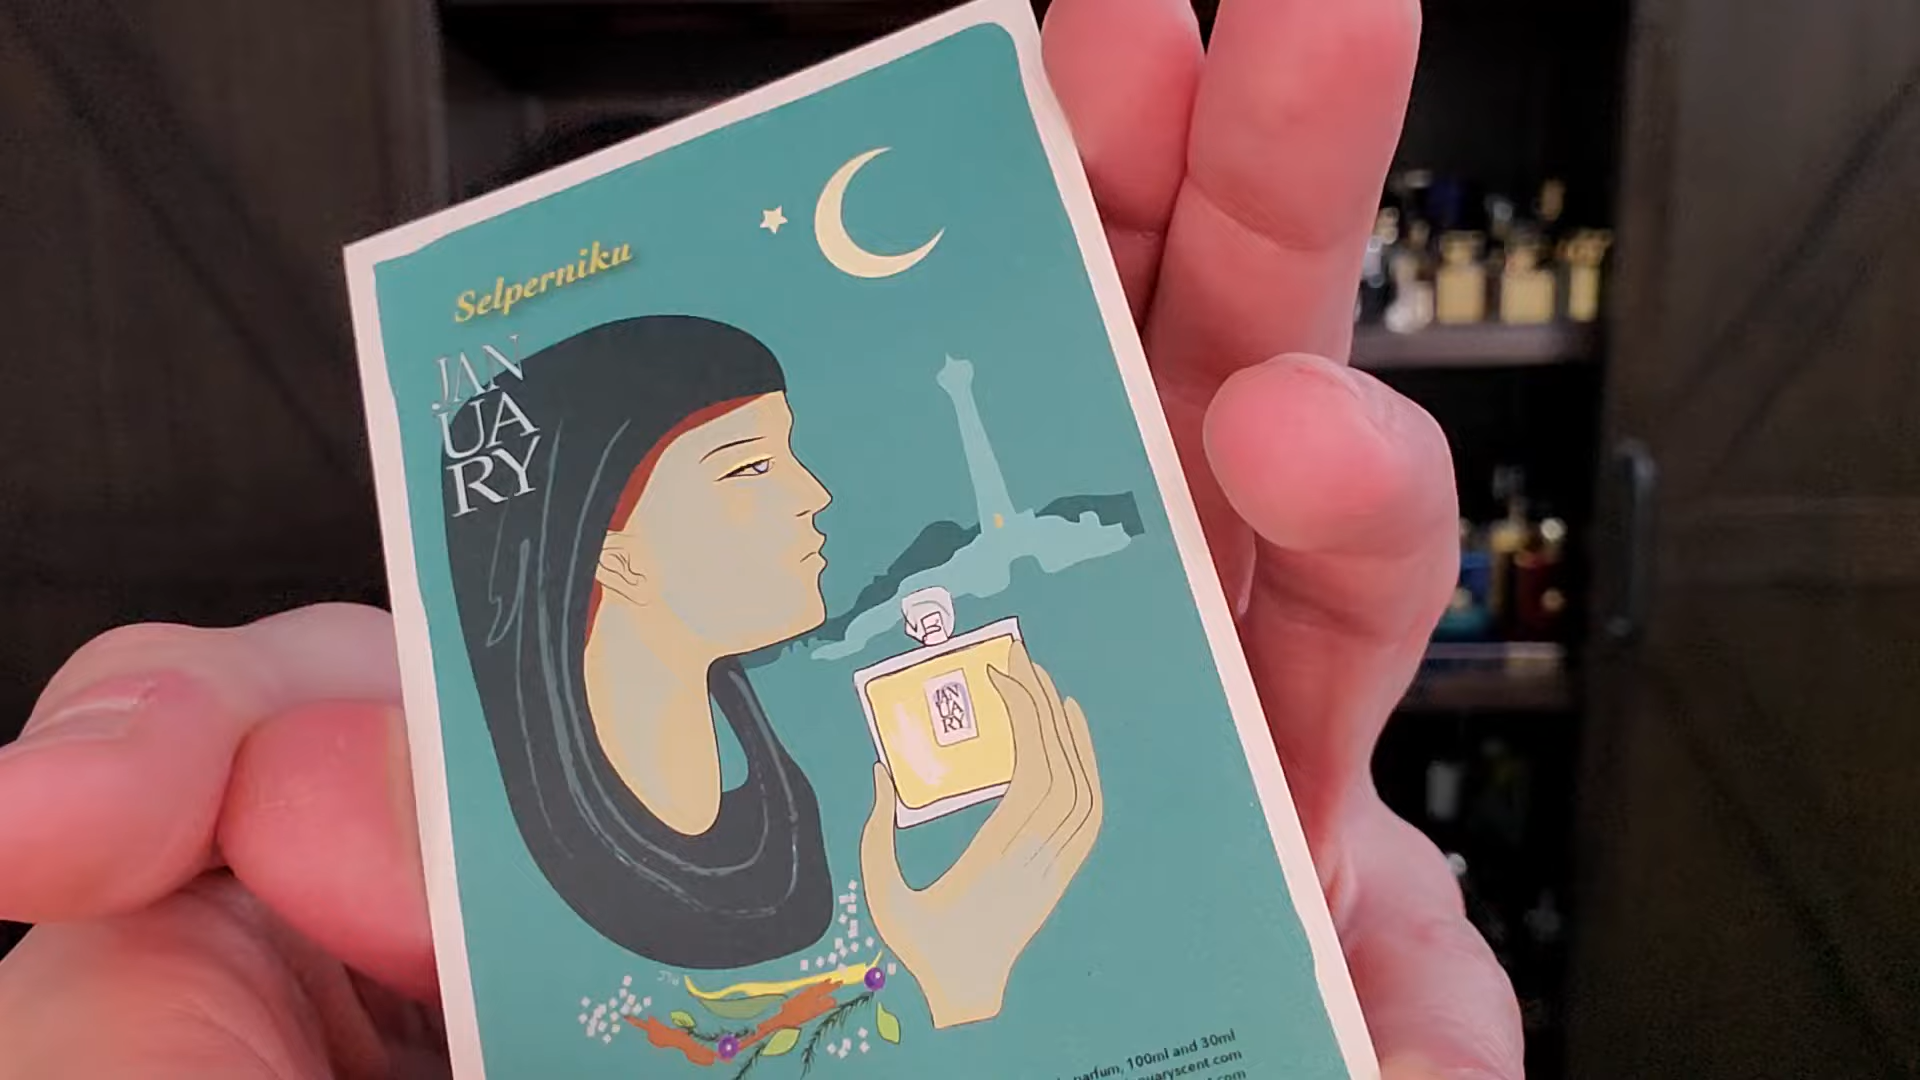 Selperniku
JAN
UA
RY
JAN
UA
RY
parfum, 100ml and 30ml